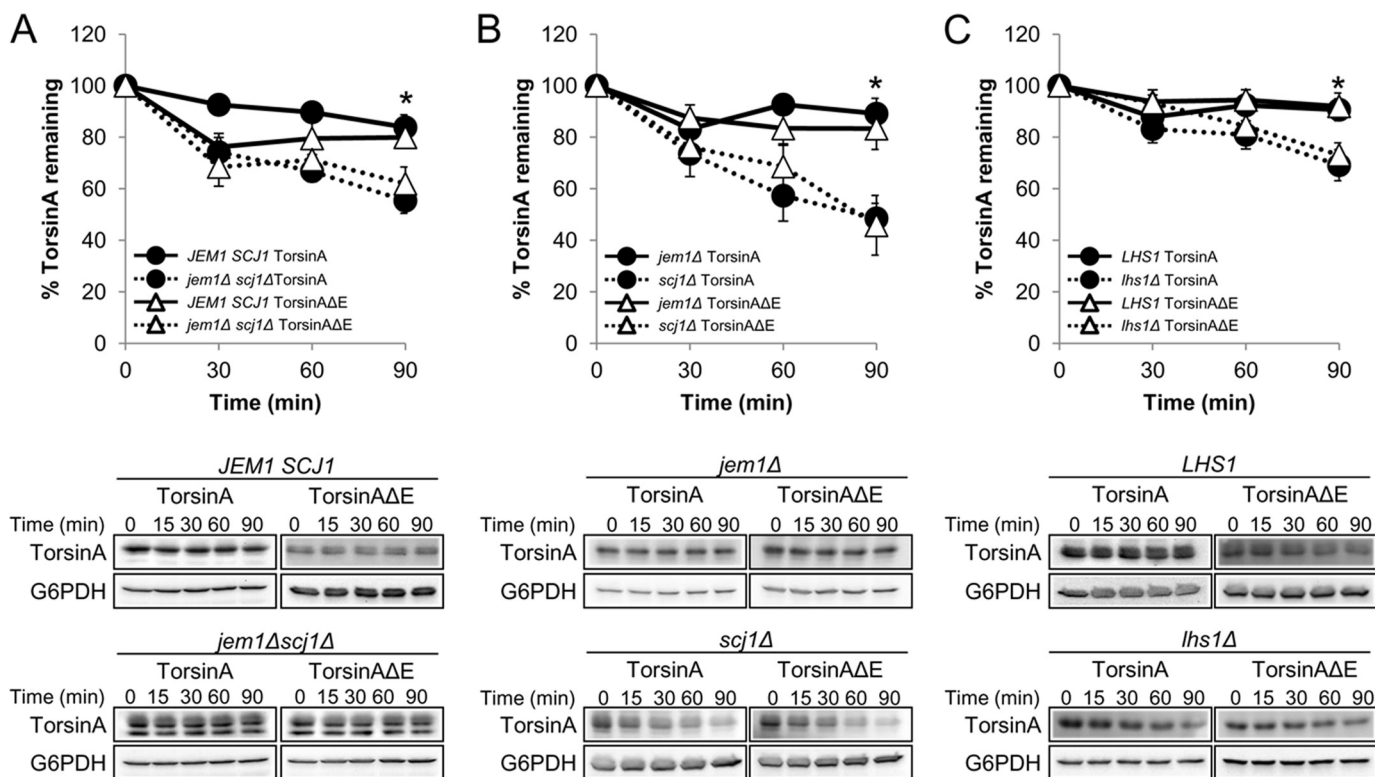 A
% TorsinA remaining
120
100
80
60
40
20
0
*
JEM1 SCJ1 TorsinA
jem1Δ scj1ΔTorsinA
JEM1 SCJ1 TorsinAΔE
jem1Δ scj1Δ TorsinAΔE
0 30 60 90
Time (min)
B
% TorsinA remaining
120
100
80
60
40
20
0
*
jem1Δ TorsinA
scj1Δ TorsinA
jem1Δ TorsinAΔE
scj1Δ TorsinAΔE
0 30 60 90
Time (min)
C
% TorsinA remaining
120
100
80
60
40
20
0
*
LHS1 TorsinA
lhs1Δ TorsinA
LHS1 TorsinAΔE
lhs1Δ TorsinAΔE
0 30 60 90
Time (min)
JEM1 SCJ1
TorsinA TorsinAΔE
Time (min) 0 15 30 60 90 0 15 30 60 90
TorsinA
G6PDH
jem1Δscj1Δ
TorsinA TorsinAΔE
Time (min) 0 15 30 60 90 0 15 30 60 90
TorsinA
G6PDH
jem1Δ
TorsinA TorsinAΔE
Time (min) 0 15 30 60 90 0 15 30 60 90
TorsinA
G6PDH
scj1Δ
TorsinA TorsinAΔE
Time (min) 0 15 30 60 90 0 15 30 60 90
TorsinA
G6PDH
LHS1
TorsinA TorsinAΔE
Time (min) 0 15 30 60 90 0 15 30 60 90
TorsinA
G6PDH
lhs1Δ
TorsinA TorsinAΔE
Time (min) 0 15 30 60 90 0 15 30 60 90
TorsinA
G6PDH